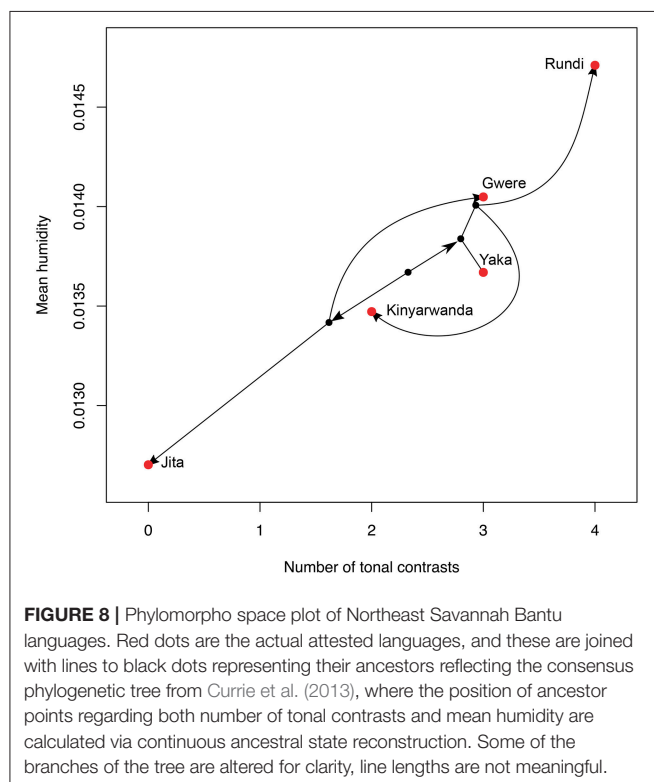 Rundi
0.0145
Gwere
0.0140
Mean humidity
Yaka
0.0135
Kinyarwanda
0.0130
Jita
0 1 2 3 4
Number of tonal contrasts
FIGURE 8 | Phylomorpho space plot of Northeast Savannah Bantu
languages. Red dots are the actual attested languages, and these are joined
with lines to black dots representing their ancestors reflecting the consensus
phylogenetic tree from Currie et al. (2013), where the position of ancestor
points regarding both number of tonal contrasts and mean humidity are
calculated via continuous ancestral state reconstruction. Some of the
branches of the tree are altered for clarity, line lengths are not meaningful.